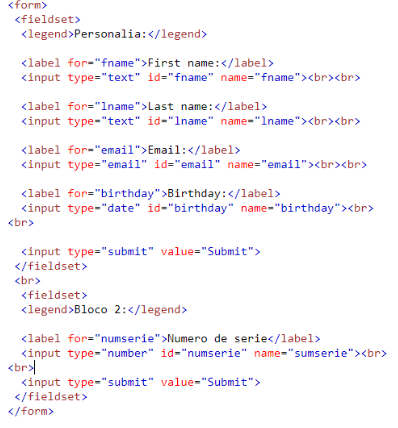 <form>
<fieldset>
<legend>Personalia:</legend>
<label for="fname">First name:</label>
<input type="text" id="fname" name="fname"><br><br>
<label for="lname">Last name:</label>
<input type="text" id="lname" name="lname"><br><br>
<label for="email">Email:</label>
<input type="email" id="email" name="email"><br><br>
<label for="birthday">Birthday:</label>
<input type="date" id="birthday" name="birthday"><br>
<br>
<input type="submit" value="Submit">
</fieldset>
<br>
<fieldset>
<legend>Bloco 2:</legend>
<label for="numserie">Numero de serie</label>
<input type="number" id="numserie" name="sumserie"><br>
<br>
<input type="submit" value="Submit">
</fieldset>
</form>